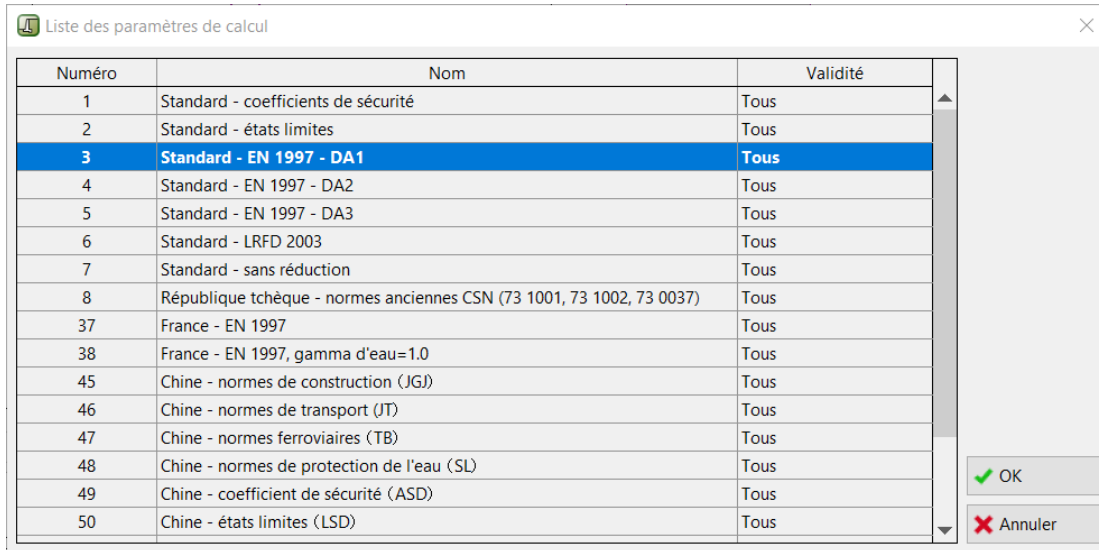 Liste des paramètres de calcul
Numéro Nom Validité
1 Standard - coefficients de sécurité Tous
2 Standard - états limites Tous
3 Standard - EN 1997 - DA1 Tous
4 Standard - EN 1997 - DA2 Tous
5 Standard - EN 1997 - DA3 Tous
6 Standard - LRFD 2003 Tous
7 Standard - sans réduction Tous
8 République tchèque - normes anciennes CSN (73 1001, 73 1002, 73 0037) Tous
37 France - EN 1997 Tous
38 France - EN 1997, gamma d'eau=1.0 Tous
45 Chine - normes de construction (JGJ) Tous
46 Chine - normes de transport (JT) Tous
47 Chine - normes ferroviaires (TB) Tous
48 Chine - normes de protection de l'eau (SL) Tous
49 Chine - coefficient de sécurité (ASD) Tous
50 Chine - états limites (LSD) Tous
OK
Annuler